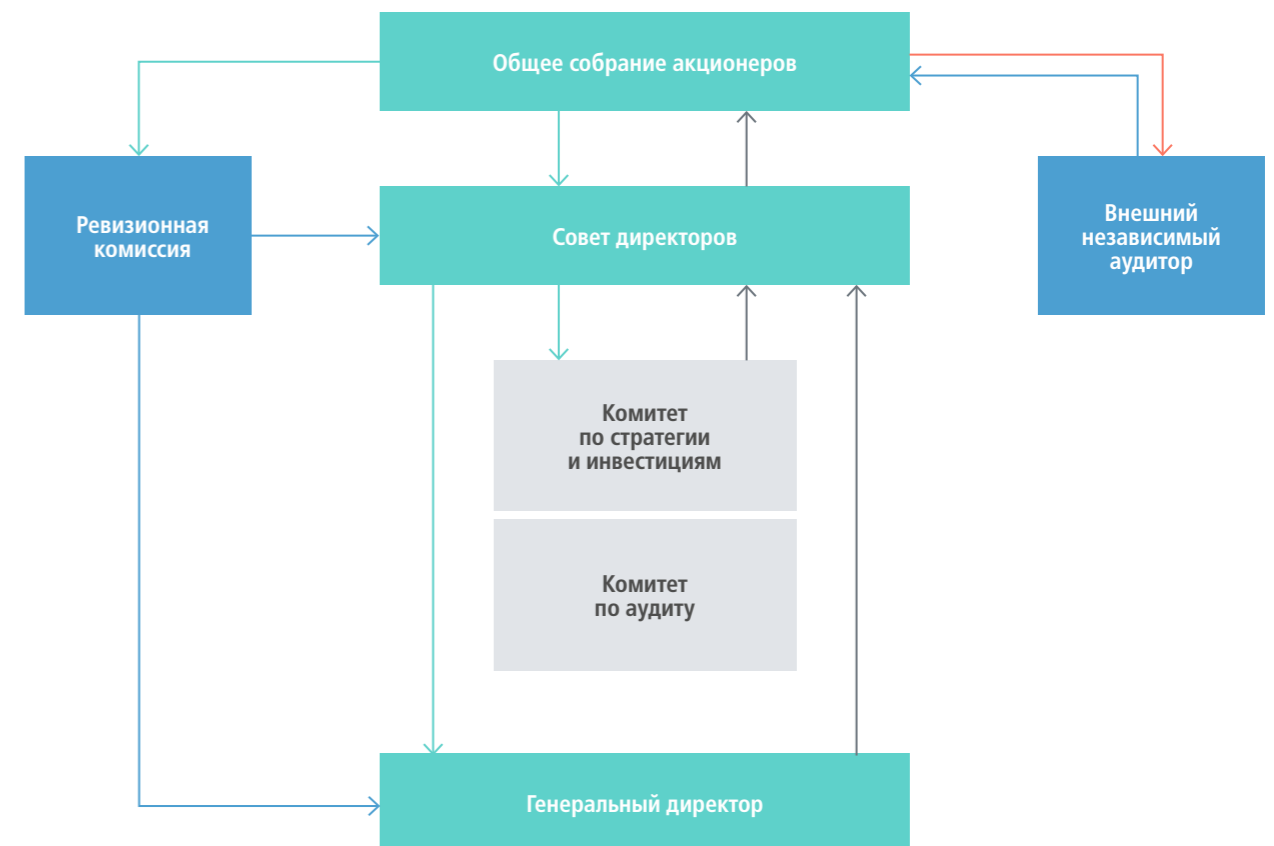 Общее собрание акционеров
Ревизионная
комиссия
Совет директоров
Внешний
независимый
аудитор
Комитет
по стратегии
и инвестициям
Комитет
по аудиту
Генеральный директор